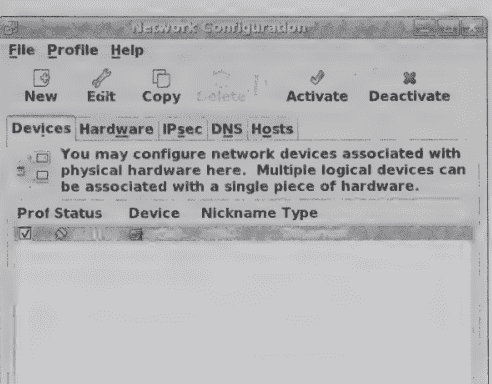 Network Configuration
File Profile Help
New Edit Copy Delete Activate Deactivate
Devices Hardware IPsec DNS Hosts
You may configure network devices associated with
physical hardware here. Multiple logical devices can
be associated with a single piece of hardware.
Prof Status Device Nickname Type